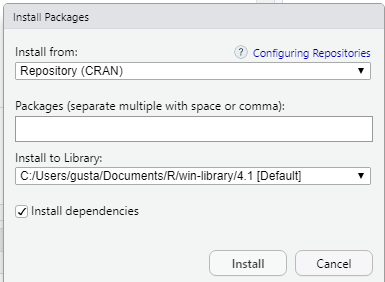 Install Packages
Install from:
? Configuring Repositories
Repository (CRAN)
Packages (separate multiple with space or comma):
Install to Library:
C:/Users/gusta/Documents/R/win-library/4.1 [Default]
Install dependencies
Install
Cancel